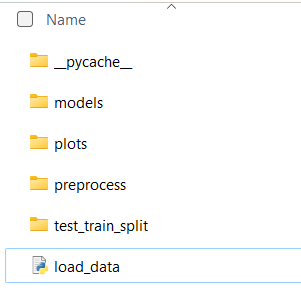 Name
__pycache__
models
plots
preprocess
test_train_split
load_data